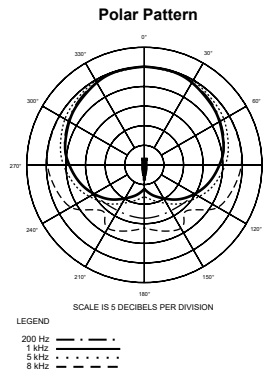 Polar Pattern
0°
330° 30°
300° 60°
270°
240° 120°
210° 150°
180°
SCALE IS 5 DECIBELS PER DIVISION
LEGEND
200 Hz
1 kHz
5 kHz
8 kHz